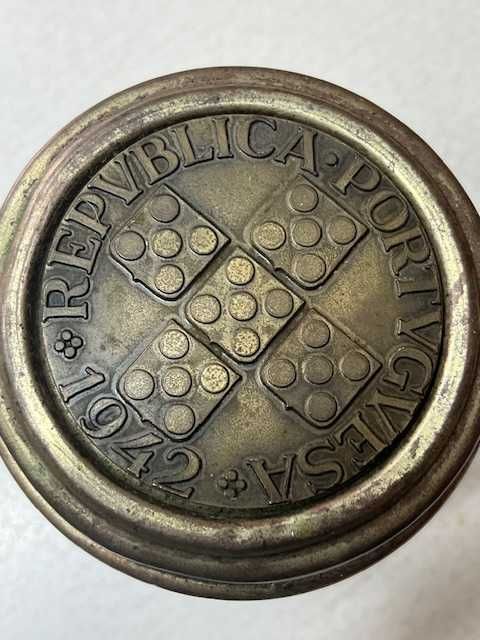 REPVBLICA · PORTVGVESA
1942